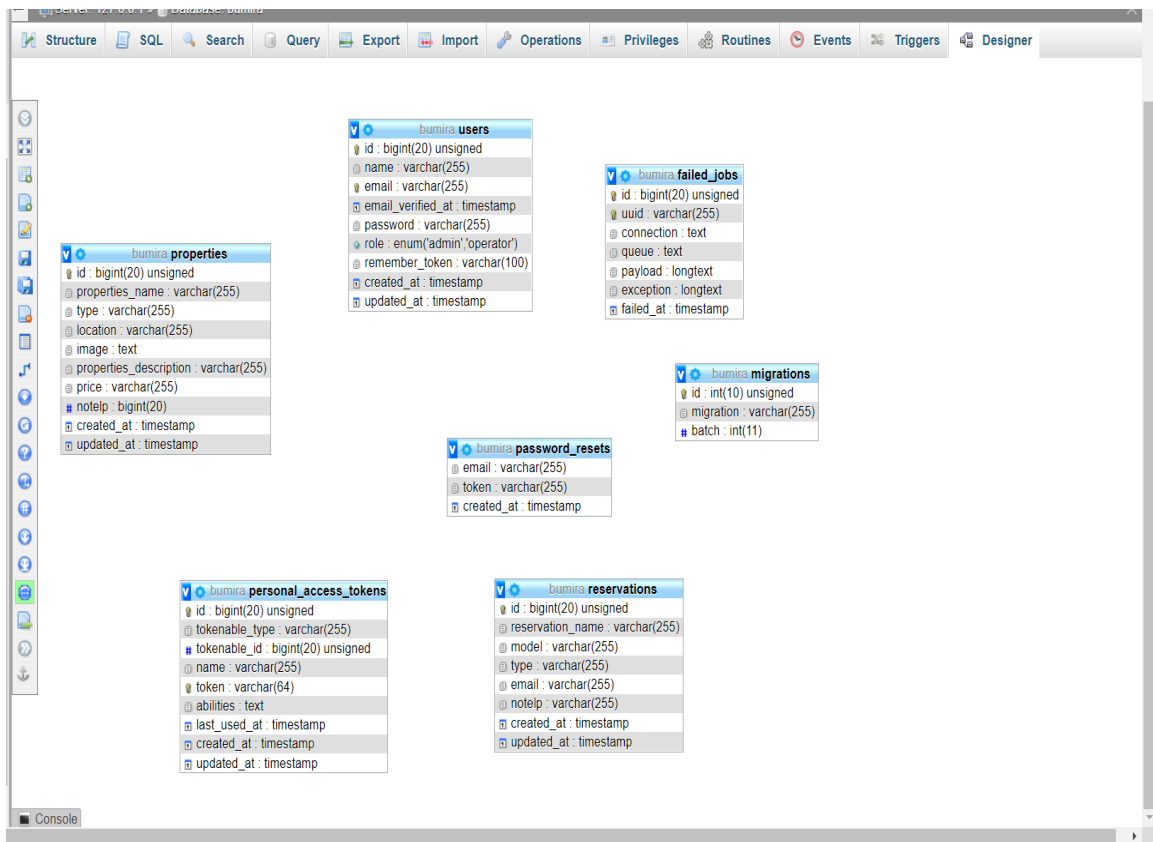 Server: 127.0.0.1 » Database: bumira
Structure SQL Search Query Export Import Operations Privileges Routines Events Triggers Designer
bumira users
id : bigint(20) unsigned
name : varchar(255)
email : varchar(255)
email_verified_at : timestamp
password : varchar(255)
role : enum('admin','operator')
remember_token : varchar(100)
created_at : timestamp
updated_at : timestamp
bumira failed_jobs
id : bigint(20) unsigned
uuid : varchar(255)
connection : text
queue : text
payload : longtext
exception : longtext
failed_at : timestamp
bumira properties
id : bigint(20) unsigned
properties_name : varchar(255)
type : varchar(255)
location : varchar(255)
image : text
properties_description : varchar(255)
price : varchar(255)
notelp : bigint(20)
created_at : timestamp
updated_at : timestamp
bumira migrations
id : int(10) unsigned
migration : varchar(255)
batch : int(11)
bumira password_resets
email : varchar(255)
token : varchar(255)
created_at : timestamp
bumira personal_access_tokens
id : bigint(20) unsigned
tokenable_type : varchar(255)
tokenable_id : bigint(20) unsigned
name : varchar(255)
token : varchar(64)
abilities : text
last_used_at : timestamp
created_at : timestamp
updated_at : timestamp
bumira reservations
id : bigint(20) unsigned
reservation_name : varchar(255)
model : varchar(255)
type : varchar(255)
email : varchar(255)
notelp : varchar(255)
created_at : timestamp
updated_at : timestamp
Console